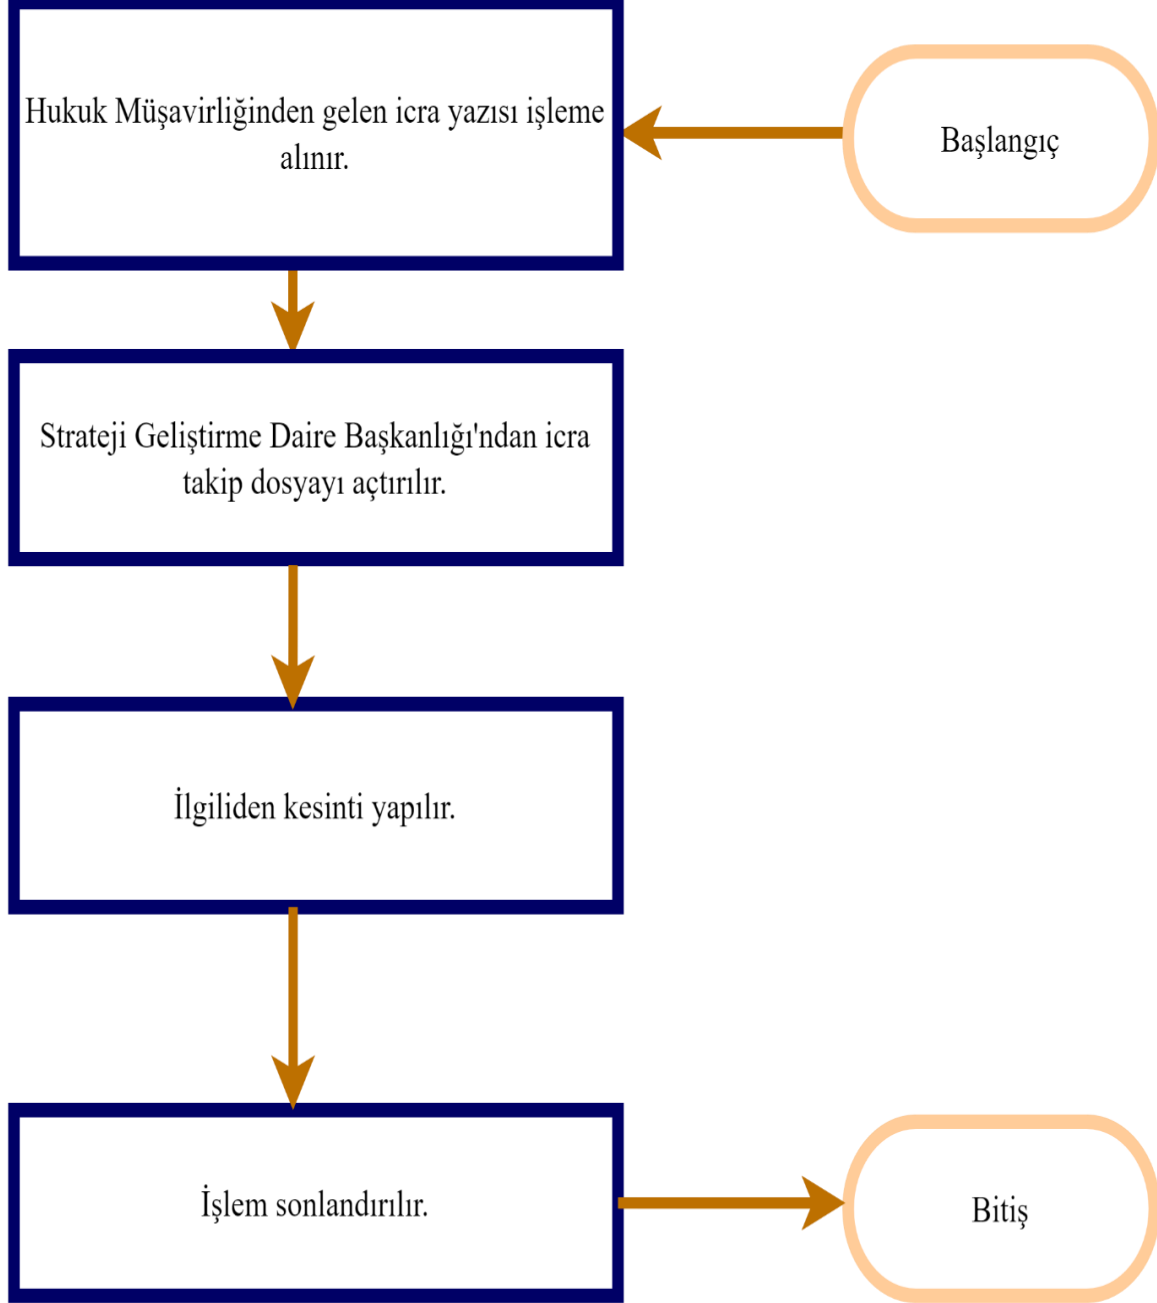 Başlangıç
Hukuk Müşavirliğinden gelen icra yazısı işleme
alınır.
Strateji Geliştirme Daire Başkanlığı'ndan icra
takip dosyayı açtırılır.
İlgiliden kesinti yapılır.
İşlem sonlandırılır.
Bitiş